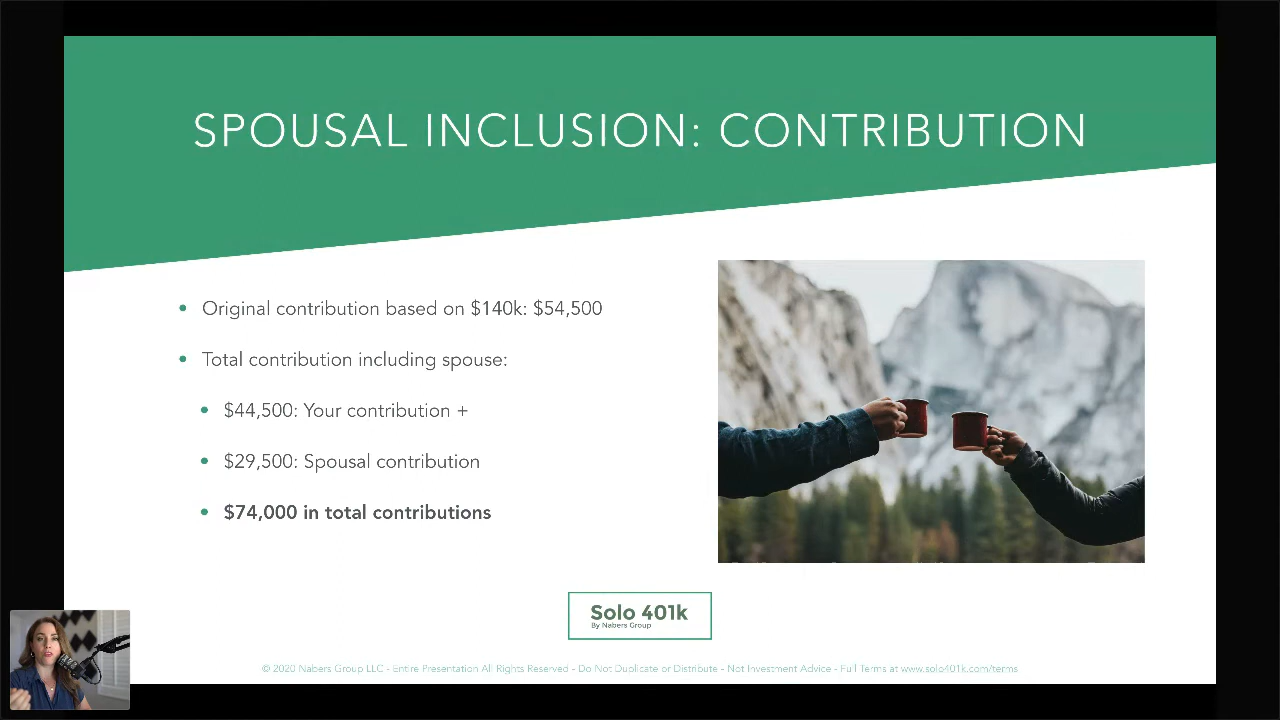 SPOUSAL INCLUSION: CONTRIBUTION
Original contribution based on $140k: $54,500
Total contribution including spouse:
$44,500: Your contribution +
$29,500: Spousal contribution
$74,000 in total contributions
Solo 401k
By Nabers Group
© 2020 Nabers Group LLC - Entire Presentation All Rights Reserved - Do Not Duplicate or Distribute - Not Investment Advice - Full Terms at www.solo401k.com/terms